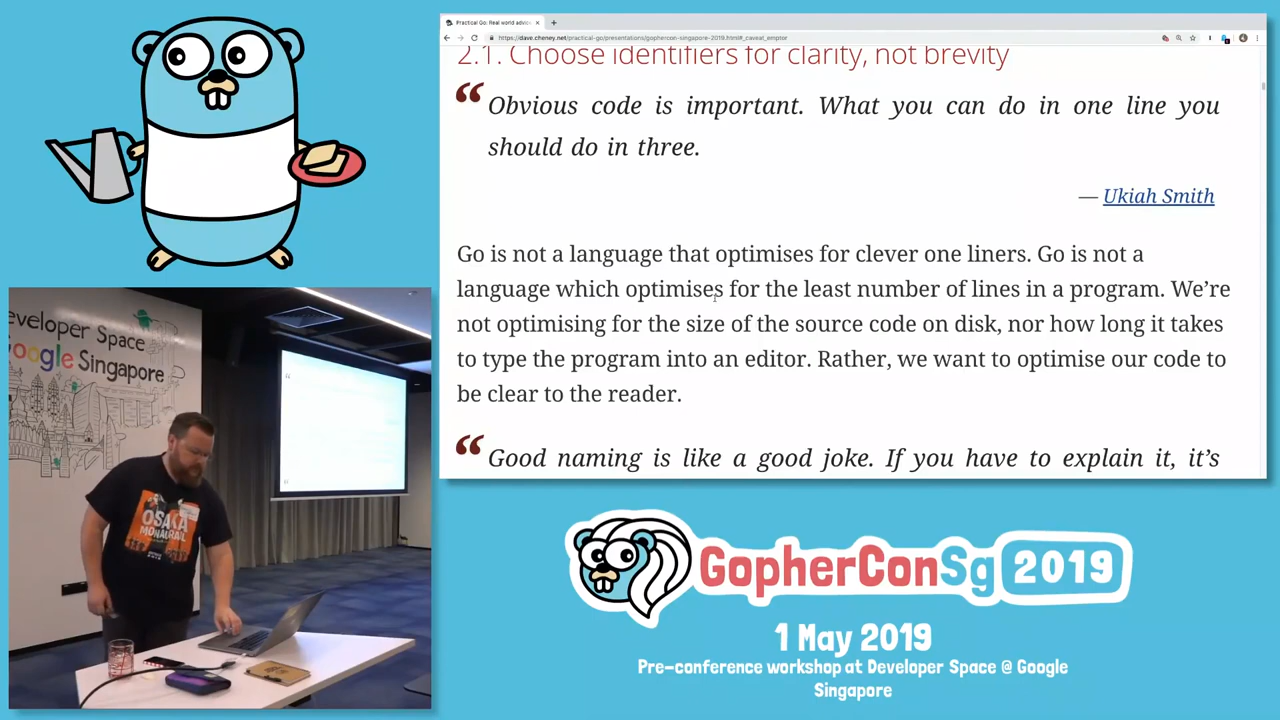 Practical Go: Real world advic
https://dave.cheney.net/practical-go/presentations/gophercon-singapore-2019.html#_caveat_emptor
2.1. Choose identifiers for clarity, not brevity
“ Obvious code is important. What you can do in one line you
should do in three.
— Ukiah Smith
Go is not a language that optimises for clever one liners. Go is not a
language which optimises for the least number of lines in a program. We’re
not optimising for the size of the source code on disk, nor how long it takes
to type the program into an editor. Rather, we want to optimise our code to
be clear to the reader.
“ Good naming is like a good joke. If you have to explain it, it’s
eveloper Space
Google Singapore
OSAKA
MONAURAIL
GopherConSg 2019
1 May 2019
Pre-conference workshop at Developer Space @ Google
Singapore